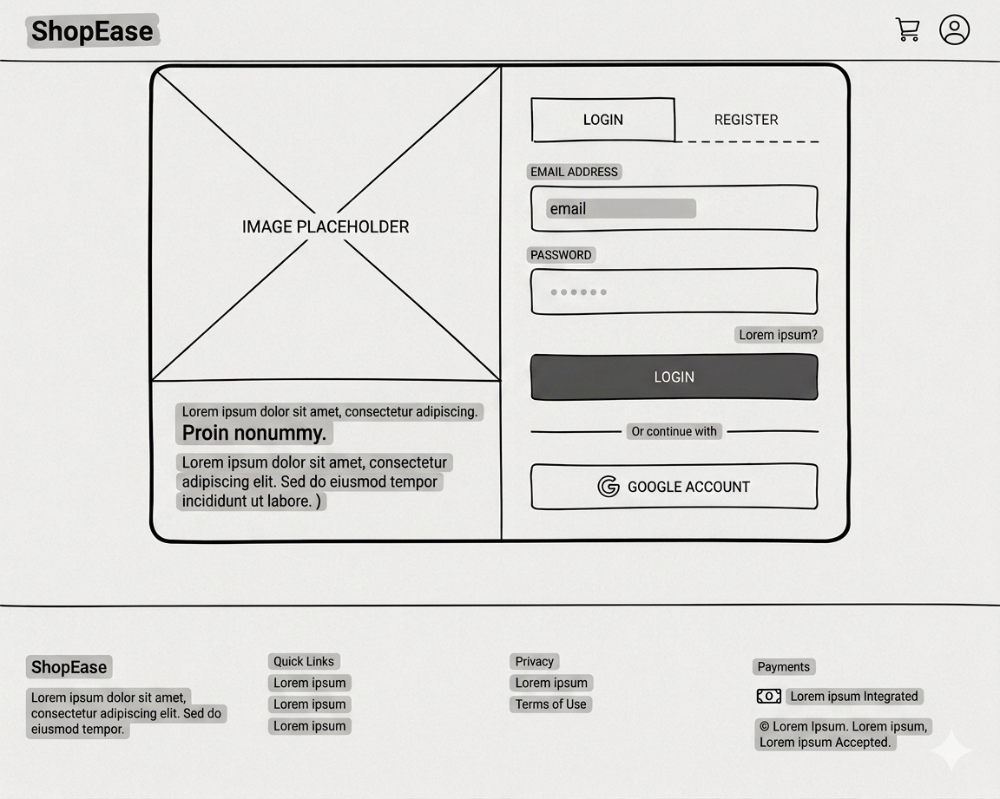 ShopEase
IMAGE PLACEHOLDER
Lorem ipsum dolor sit amet, consectetur adipiscing.
Proin nonummy.
Lorem ipsum dolor sit amet, consectetur
adipiscing elit. Sed do eiusmod tempor
incididunt ut labore. )
LOGIN
REGISTER
EMAIL ADDRESS
email
PASSWORD
Lorem ipsum?
LOGIN
Or continue with
G GOOGLE ACCOUNT
ShopEase
Lorem ipsum dolor sit amet,
consectetur adipiscing elit. Sed do
eiusmod tempor.
Quick Links
Lorem ipsum
Lorem ipsum
Lorem ipsum
Privacy
Lorem ipsum
Terms of Use
Payments
Lorem ipsum Integrated
© Lorem Ipsum. Lorem ipsum,
Lorem ipsum Accepted.